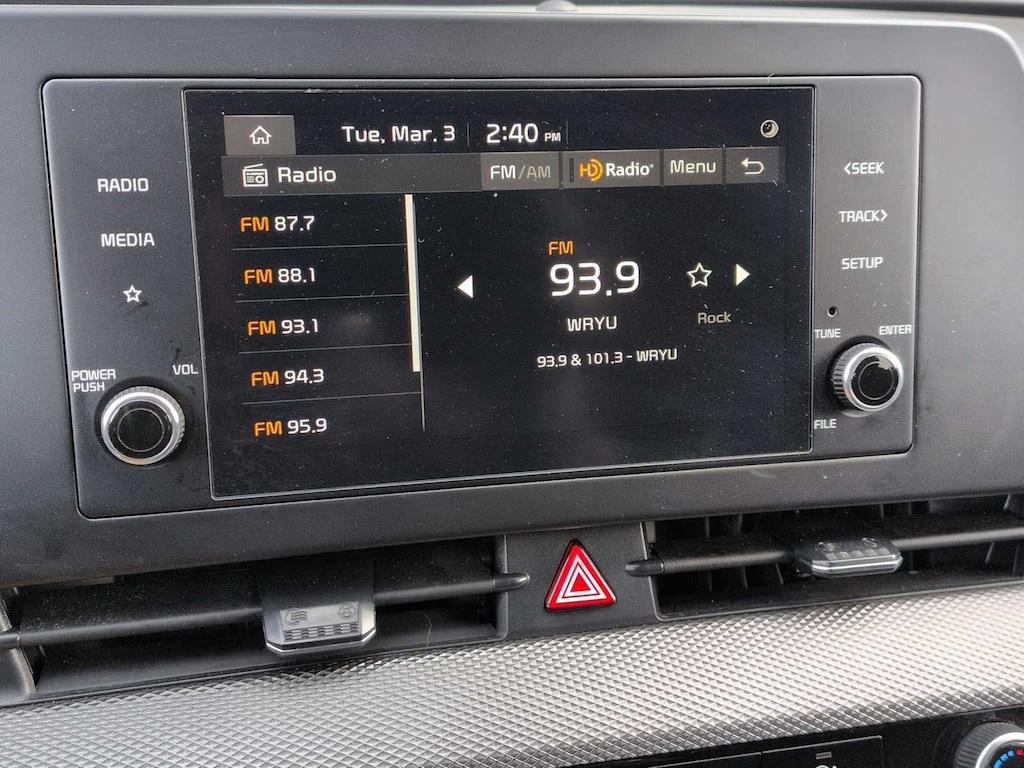 Tue, Mar. 3 2:40 PM
Radio FM/AM HD Radio Menu
RADIO
MEDIA
POWER
PUSH
VOL
FM 87.7
FM 88.1
FM 93.1
FM 94.3
FM 95.9
FM
93.9
WRYU
Rock
93.9 & 101.3 - WRYU
<SEEK
TRACK>
SETUP
TUNE
ENTER
FILE